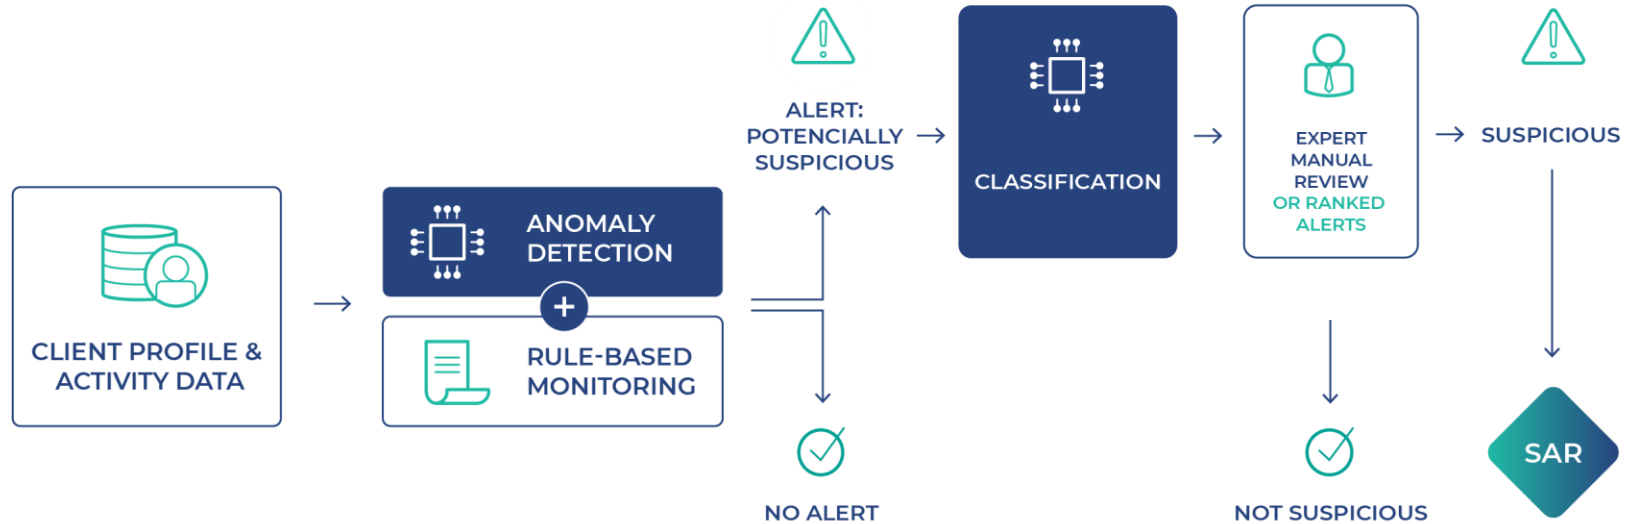 CLIENT PROFILE &
ACTIVITY DATA
ANOMALY
DETECTION
+
RULE-BASED
MONITORING
ALERT:
POTENCIALLY
SUSPICIOUS
NO ALERT
CLASSIFICATION
EXPERT
MANUAL
REVIEW
OR RANKED
ALERTS
NOT SUSPICIOUS
SUSPICIOUS
SAR